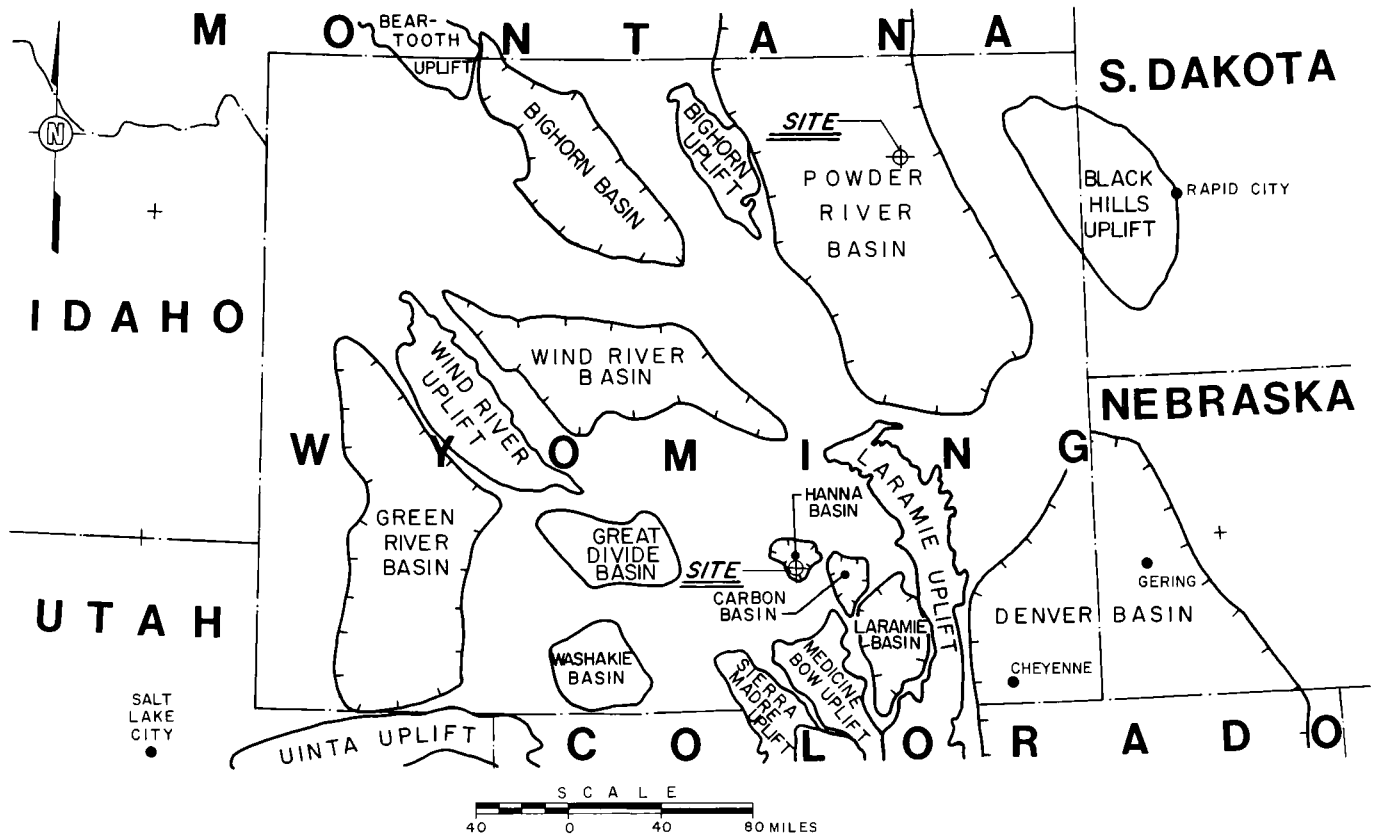 MONTANA
BEAR-
TOOTH
UPLIFT
S. DAKOTA
N
BIGHORN BASIN
BIGHORN
UPLIFT
SITE
POWDER
RIVER
BASIN
BLACK
HILLS
UPLIFT
RAPID CITY
IDAHO
WIND RIVER
UPLIFT
WIND RIVER
BASIN
NEBRASKA
WYOMING
GREEN
RIVER
BASIN
GREAT
DIVIDE
BASIN
HANNA
BASIN
SITE
CARBON
BASIN
LARAMIE UPLIFT
LARAMIE
BASIN
GERING
DENVER BASIN
CHEYENNE
UTAH
WASHAKIE
BASIN
SIERRA
MADRE
UPLIFT
MEDICINE
BOW UPLIFT
SALT
LAKE
CITY
UINTA UPLIFT
COLORADO
SCALE
40 0 40 80 MILES